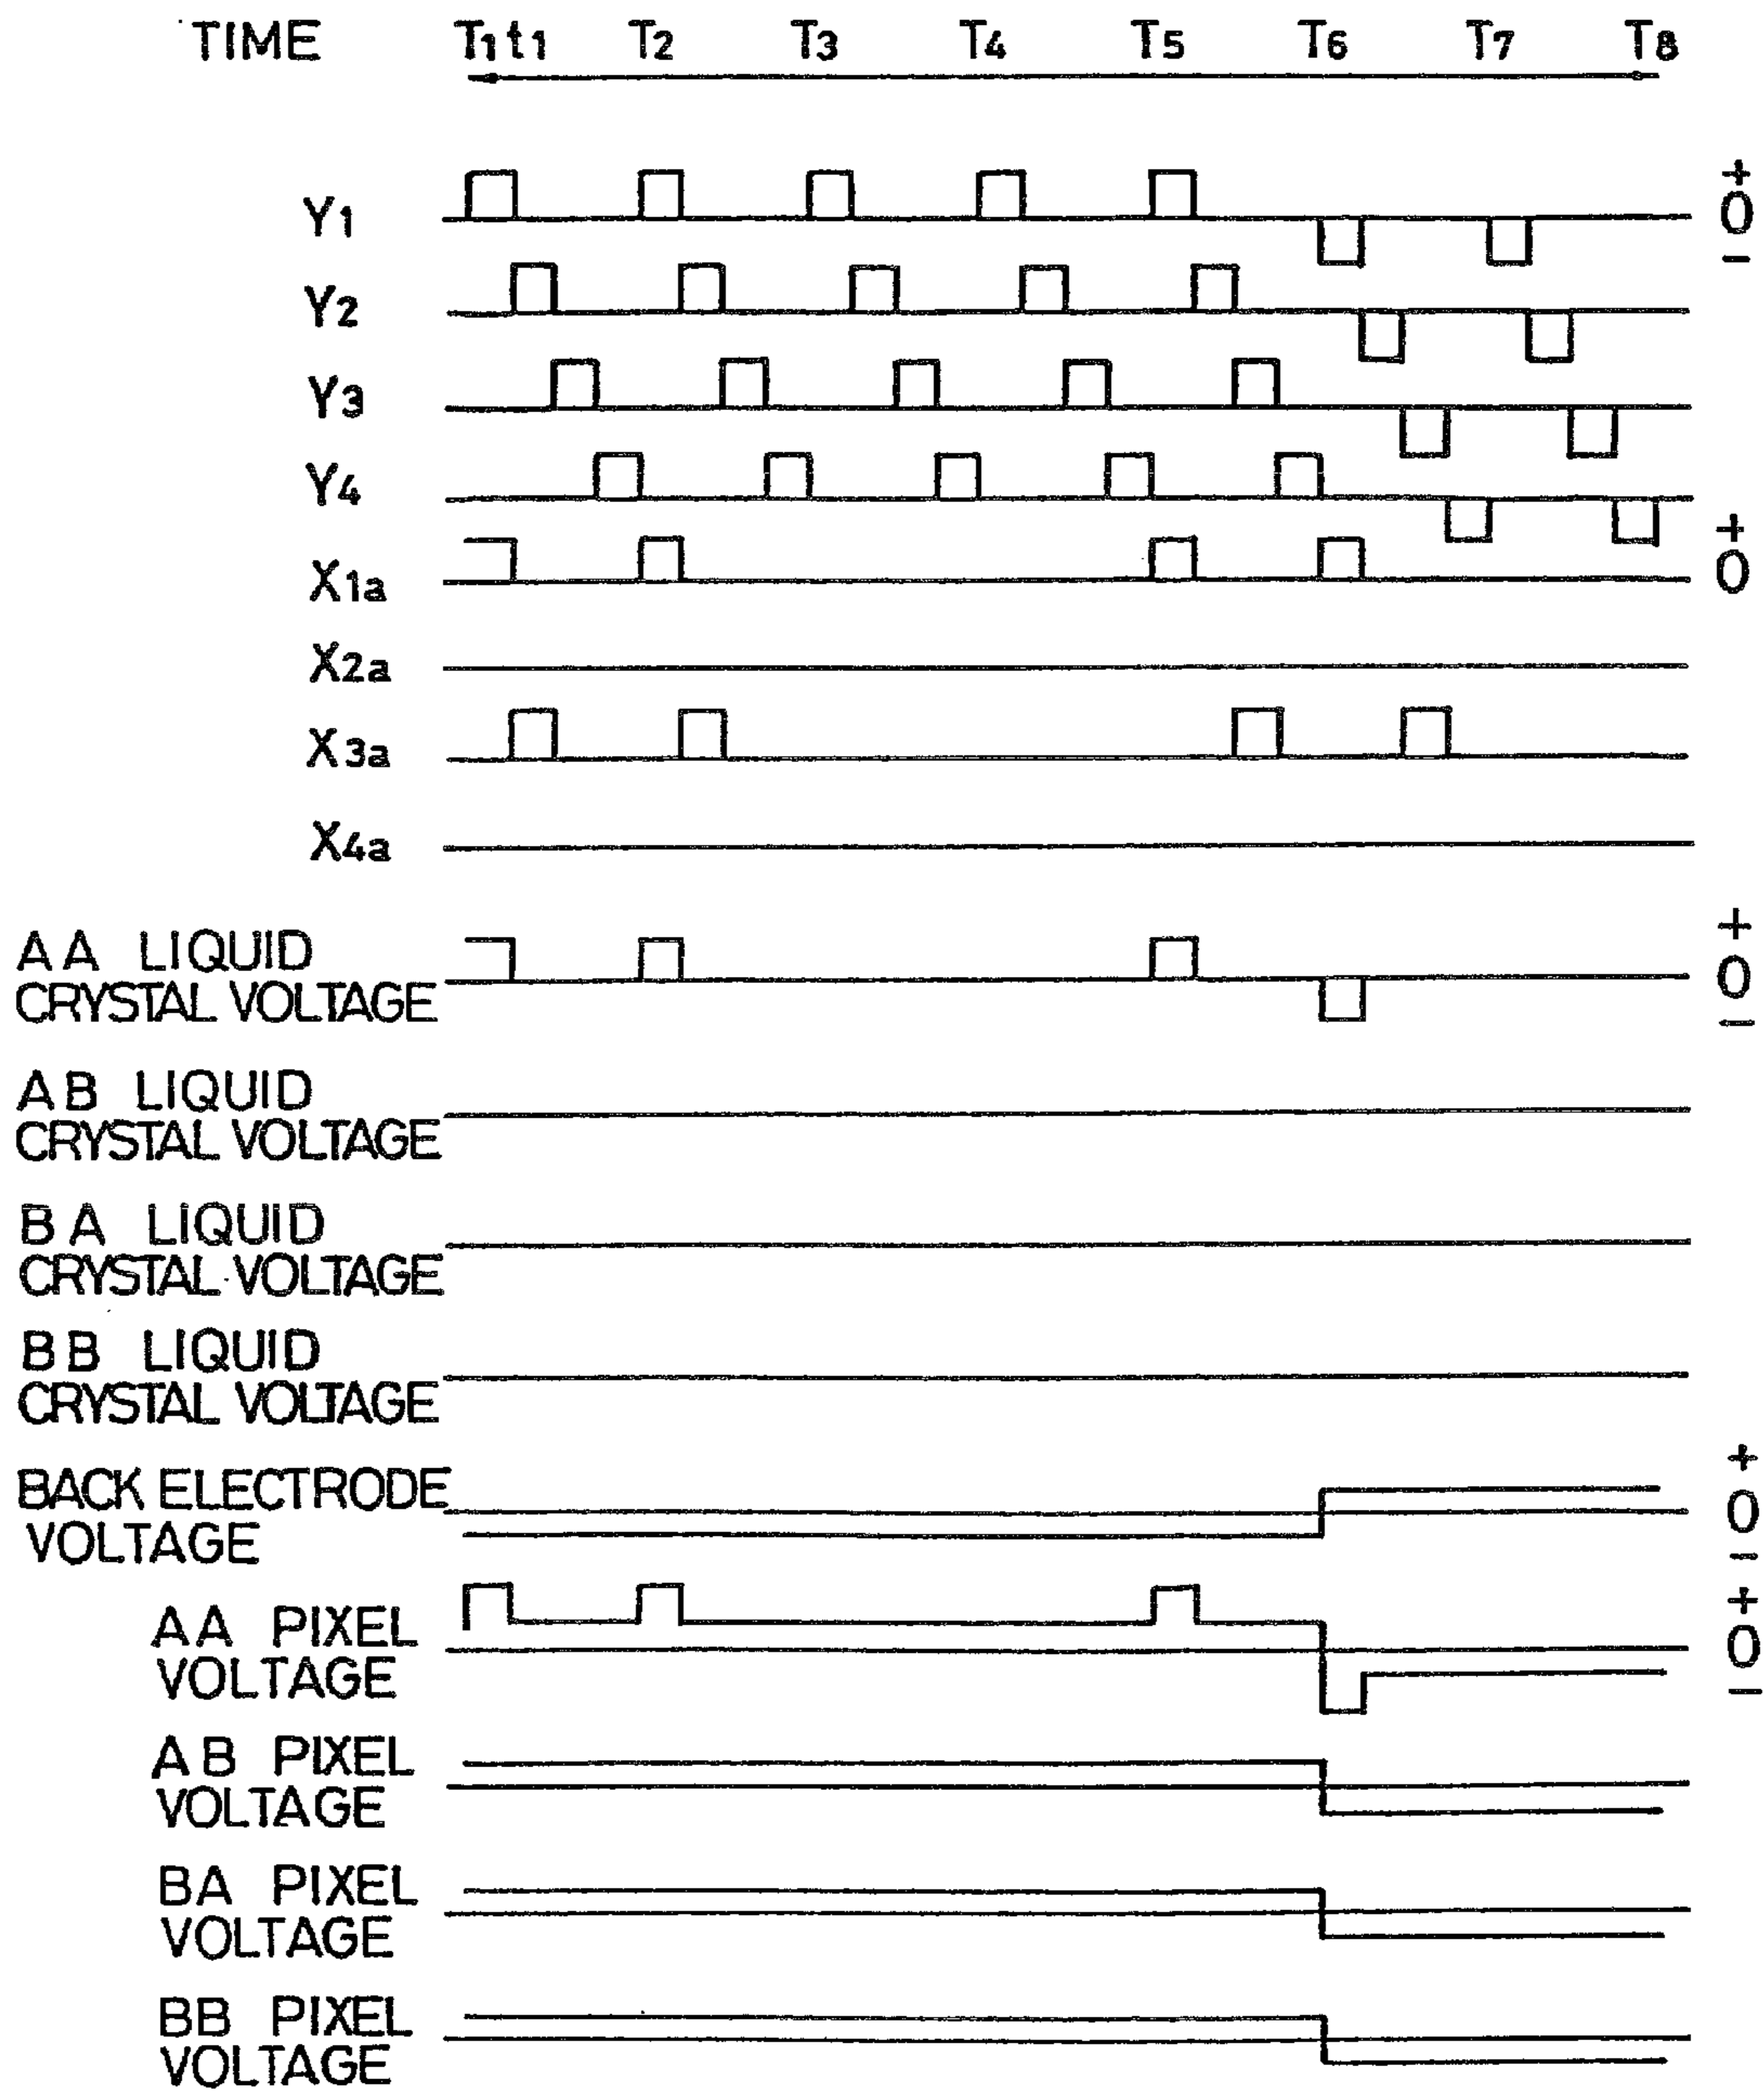 TIME T1 t1 T2 T3 T4 T5 T6 T7 T8
Y1
+
0
−
Y2
Y3
Y4
X1a
+
0
X2a
X3a
X4a
AA LIQUID
CRYSTAL VOLTAGE
+
0
−
AB LIQUID
CRYSTAL VOLTAGE
BA LIQUID
CRYSTAL VOLTAGE
BB LIQUID
CRYSTAL VOLTAGE
BACK ELECTRODE
VOLTAGE
+
0
−
AA PIXEL
VOLTAGE
+
0
−
AB PIXEL
VOLTAGE
BA PIXEL
VOLTAGE
BB PIXEL
VOLTAGE